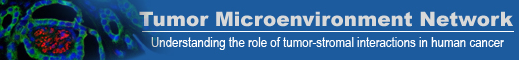 Tumor Microenvironment Network
Understanding the role of tumor-stromal interactions in human cancer